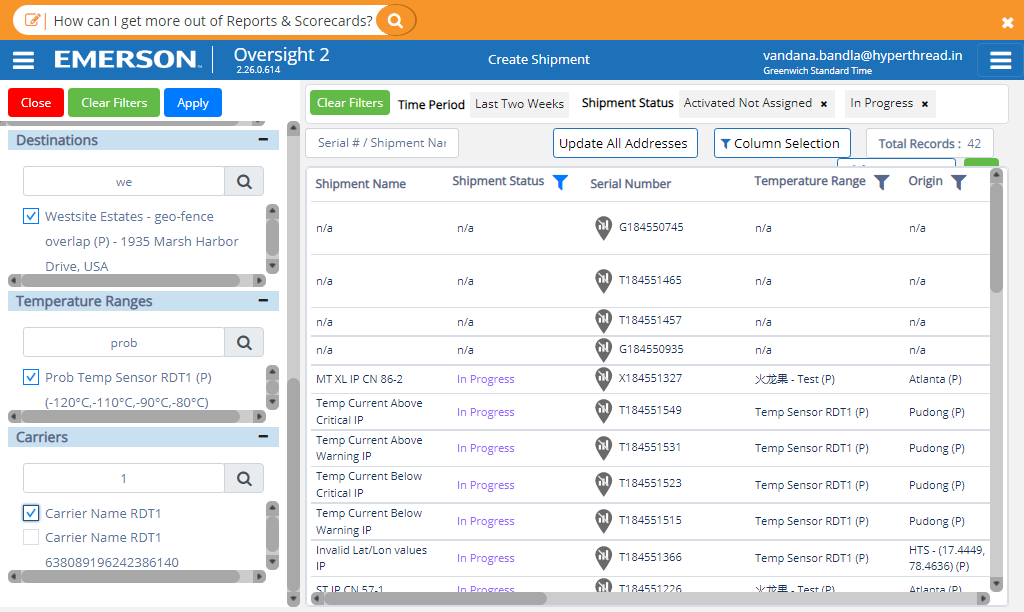 How can I get more out of Reports & Scorecards?
EMERSON
Oversight 2
2.26.0.614
Create Shipment
vandana.bandla@hyperthread.in
Greenwich Standard Time
Close
Clear Filters
Apply
Clear Filters
Time Period
Last Two Weeks
Shipment Status
Activated Not Assigned ×
In Progress ×
Destinations
we
Westsite Estates - geo-fence
overlap (P) - 1935 Marsh Harbor
Drive, USA
Temperature Ranges
prob
Prob Temp Sensor RDT1 (P)
(-120°C,-110°C,-90°C,-80°C)
Carriers
1
Carrier Name RDT1
Carrier Name RDT1
638089196242386140
Serial # / Shipment Nar
Update All Addresses
Column Selection
Total Records : 42
Shipment Name Shipment Status Serial Number Temperature Range Origin
n/a n/a G184550745 n/a n/a
n/a n/a T184551465 n/a n/a
n/a n/a T184551457 n/a n/a
n/a n/a G184550935 n/a n/a
MT XL IP CN 86-2 In Progress X184551327 火龙果 - Test (P) Atlanta (P)
Temp Current Above
Critical IP In Progress T184551549 Temp Sensor RDT1 (P) Pudong (P)
Temp Current Above
Warning IP In Progress T184551531 Temp Sensor RDT1 (P) Pudong (P)
Temp Current Below
Critical IP In Progress T184551523 Temp Sensor RDT1 (P) Pudong (P)
Temp Current Below
Warning IP In Progress T184551515 Temp Sensor RDT1 (P) Pudong (P)
Invalid Lat/Lon values
IP In Progress T184551366 Temp Sensor RDT1 (P) HTS - (17.4449,
78.4636) (P)
ST IP CN 57-1 In Progress T184551226 火龙果 - Test (P) Atlanta (P)